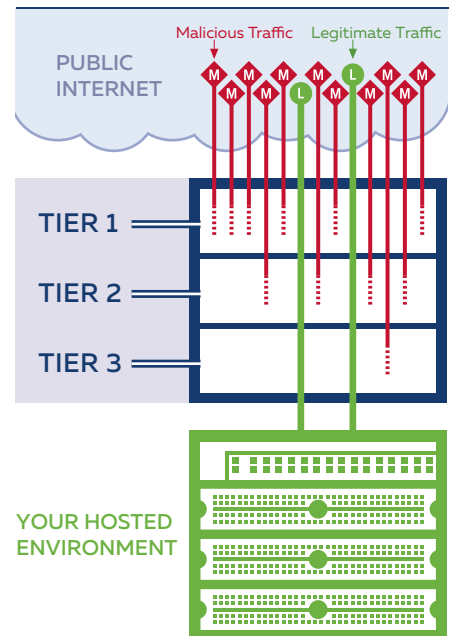 Malicious Traffic Legitimate Traffic
PUBLIC
INTERNET
M M M M L M M
M M L M M M
TIER 1
TIER 2
TIER 3
YOUR HOSTED
ENVIRONMENT